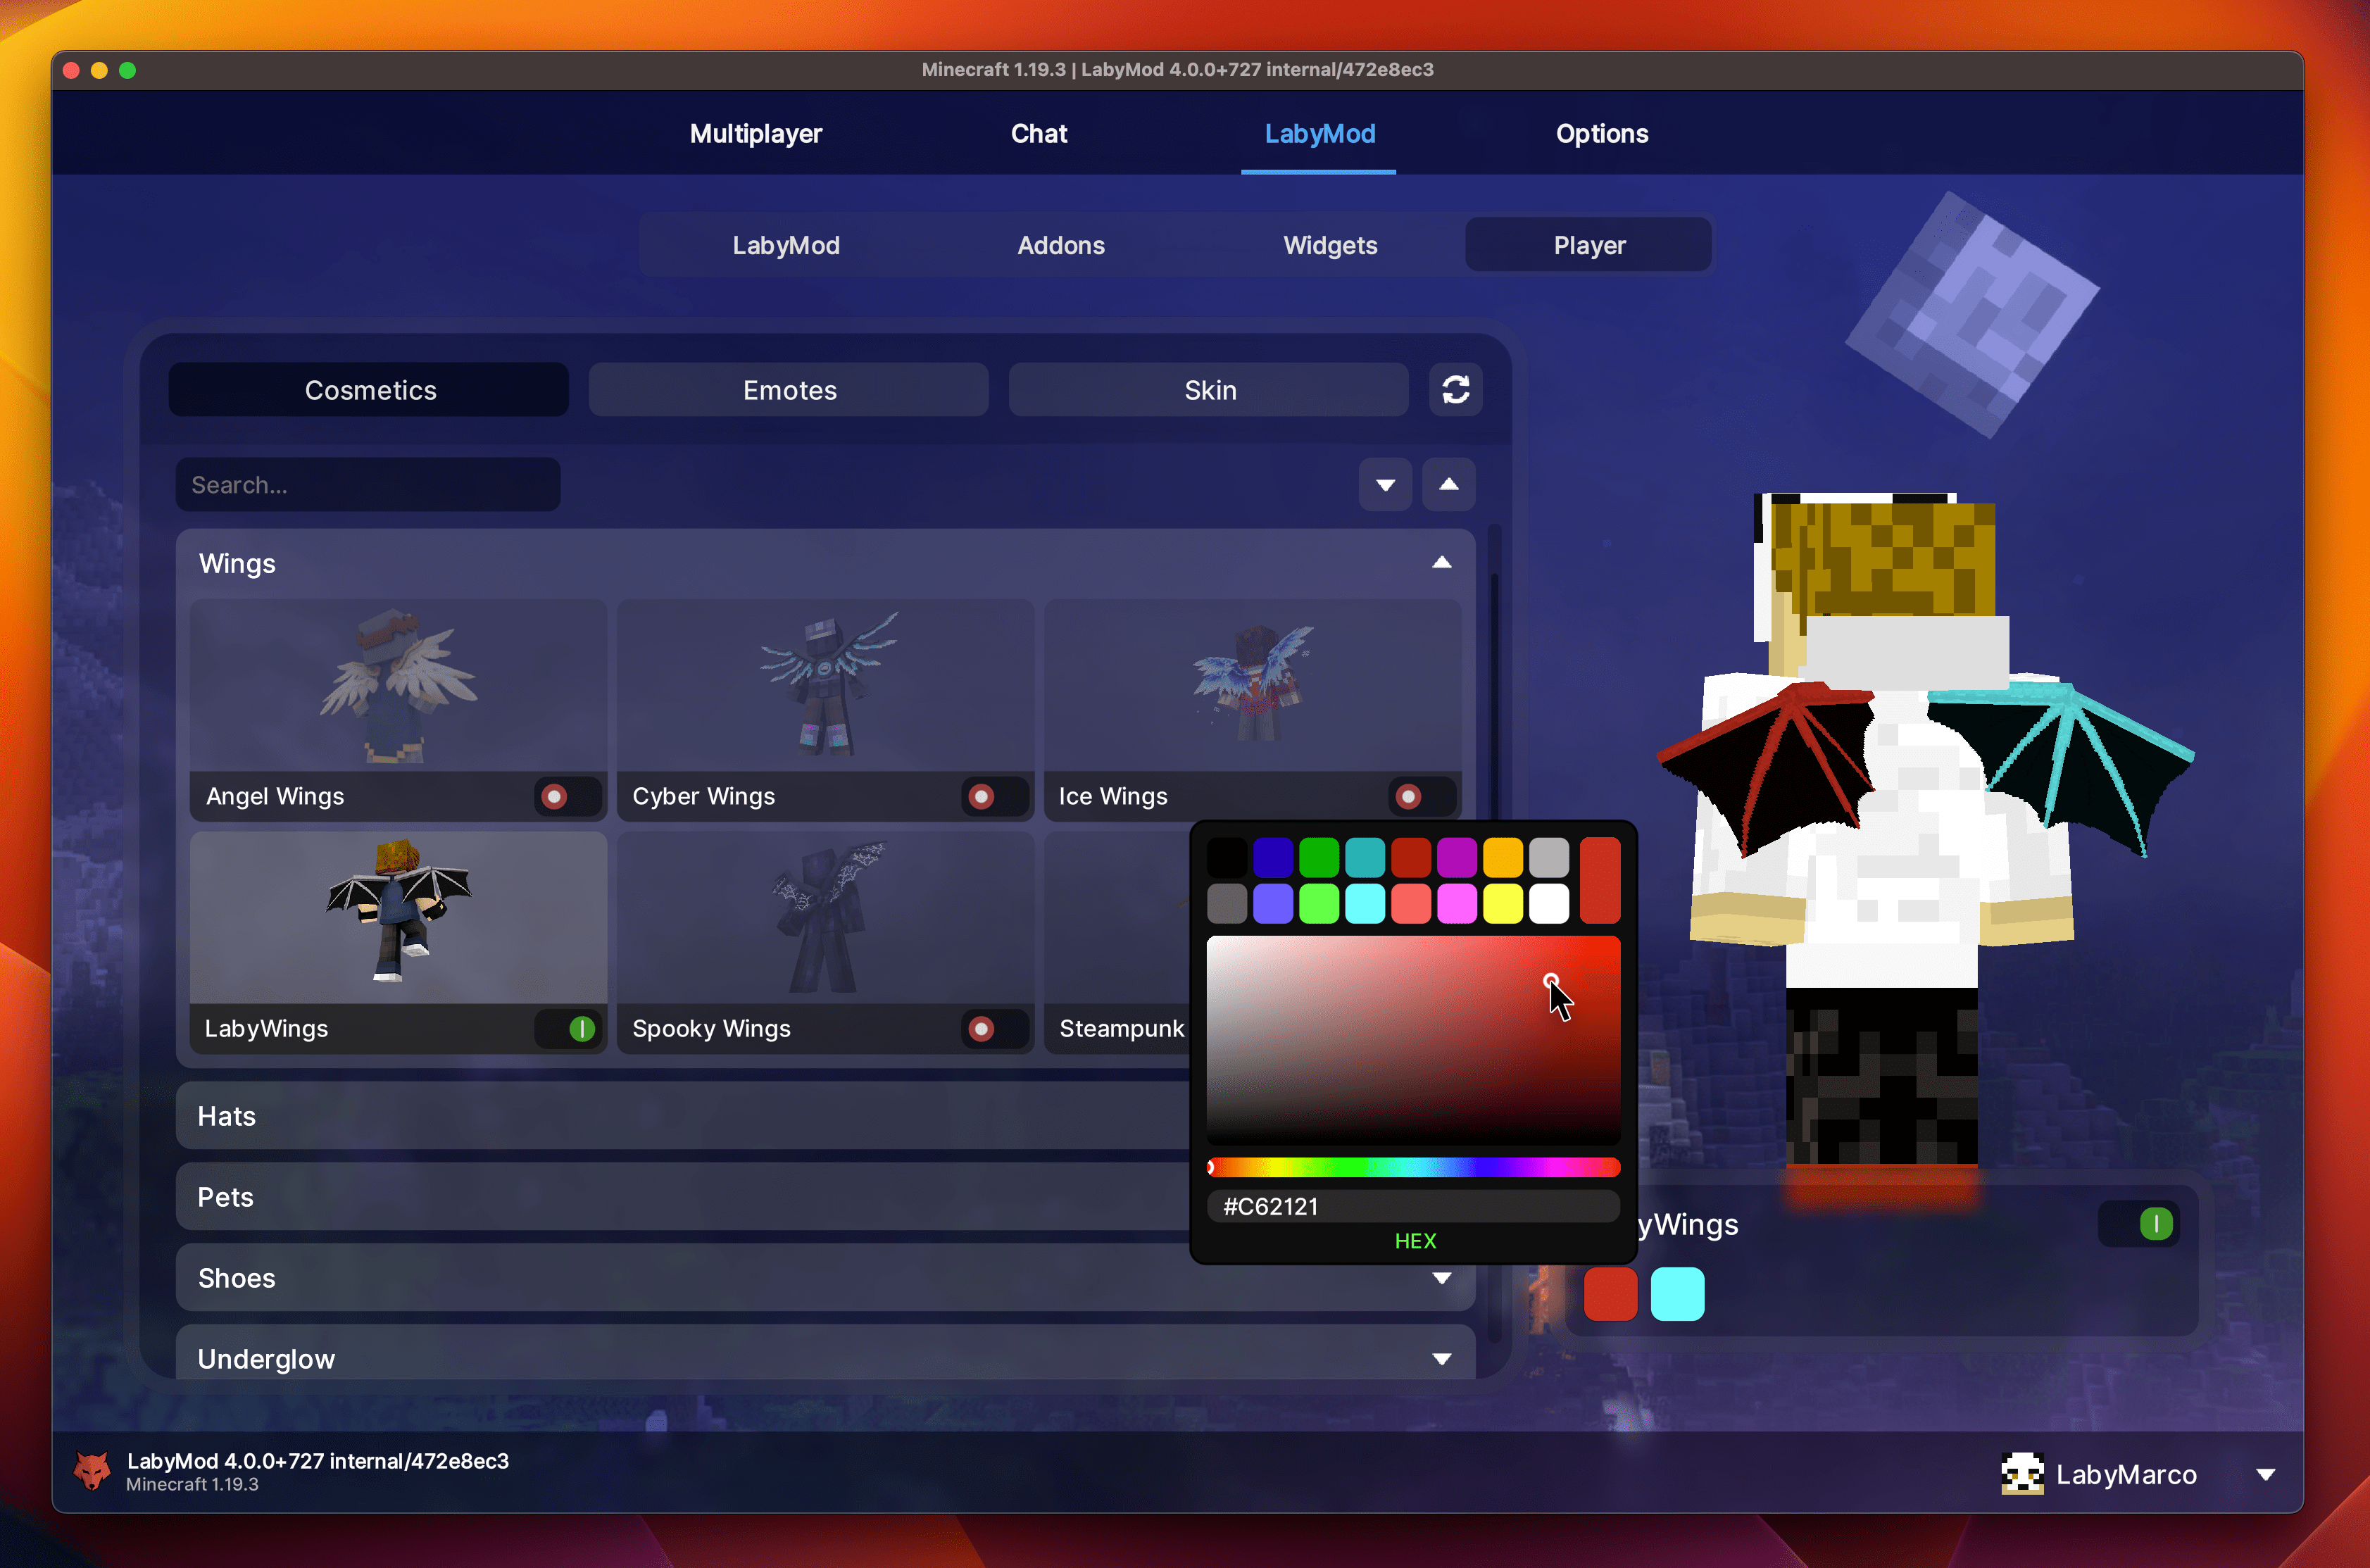 Minecraft 1.19.3 | LabyMod 4.0.0+727 internal/472e8ec3
Multiplayer
Chat
LabyMod
Options
LabyMod
Addons
Widgets
Player
Cosmetics
Emotes
Skin
Search...
Wings
Angel Wings
Cyber Wings
Ice Wings
LabyWings
Spooky Wings
Steampunk
Hats
Pets
Shoes
Underglow
#C62121
HEX
yWings
LabyMod 4.0.0+727 internal/472e8ec3
Minecraft 1.19.3
LabyMarco